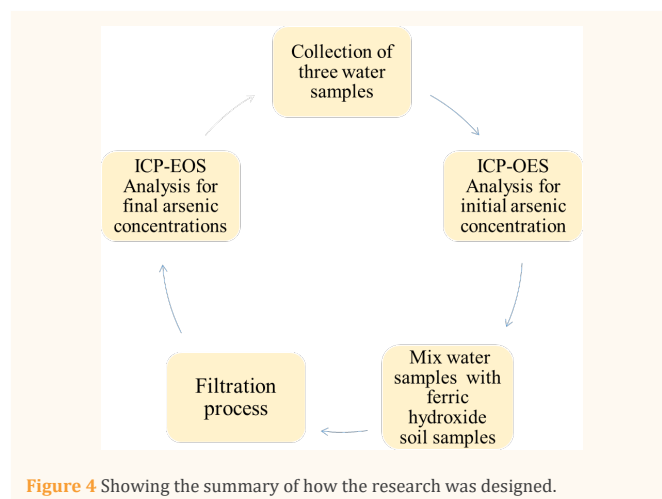 Collection of
three water
samples
ICP-OES
Analysis for
initial arsenic
concentration
Mix water
samples with
ferric
hydroxide
soil samples
Filtration
process
ICP-EOS
Analysis for
final arsenic
concentrations
Figure 4 Showing the summary of how the research was designed.